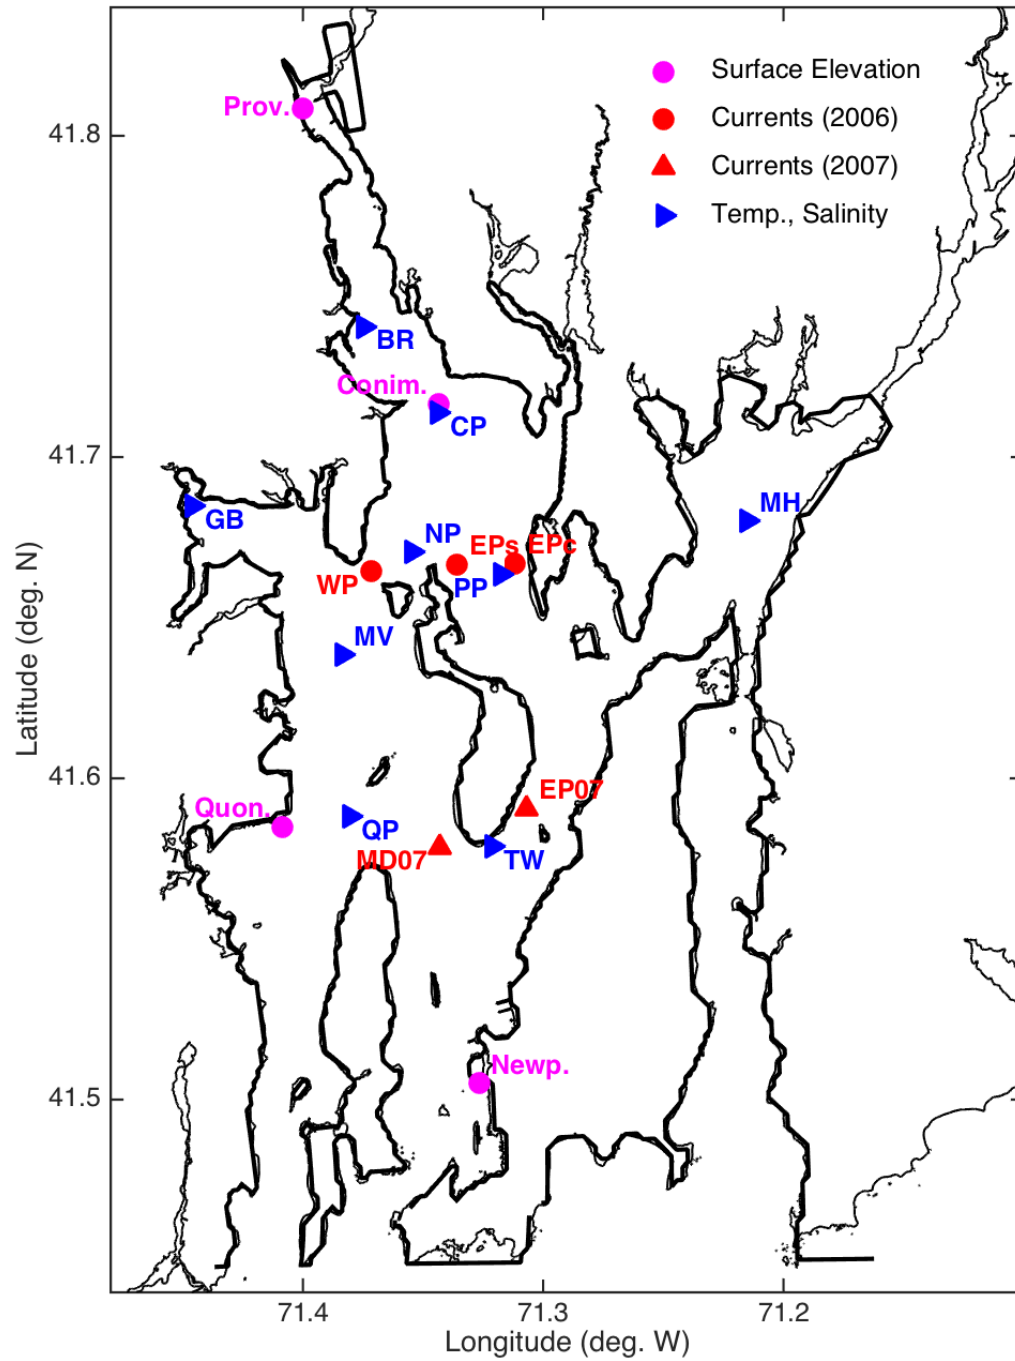 Surface Elevation
Currents (2006)
Currents (2007)
Temp., Salinity
Prov.
41.8
BR
Conim.
CP
41.7
GB
MH
NP
EPs EPc
WP
PP
MV
41.6
EP07
Quon.
QP
MD07
TW
Newp.
41.5
71.4
71.3
71.2
Longitude (deg. W)
Latitude (deg. N)